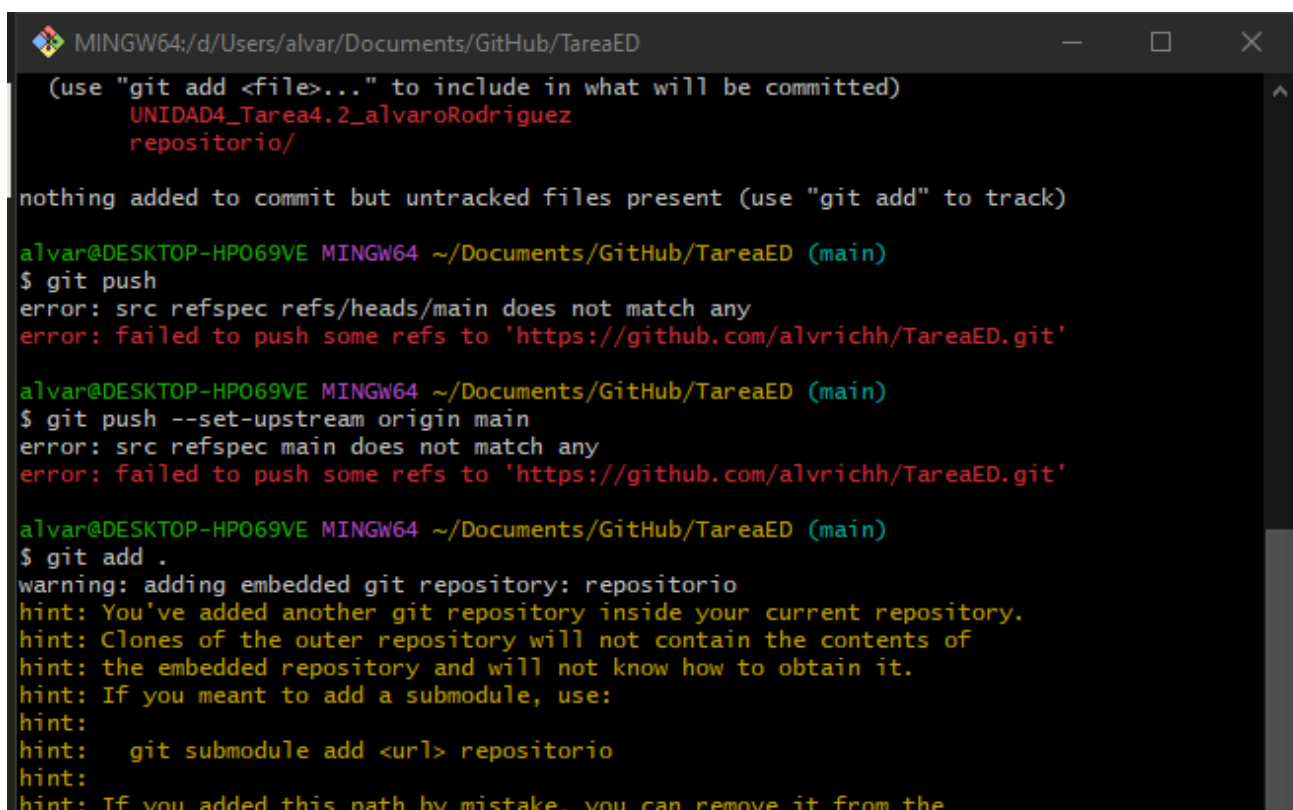 MINGW64:/d/Users/alvar/Documents/GitHub/TareaED
(use "git add <file>..." to include in what will be committed)
UNIDAD4_Tarea4.2_alvaroRodriguez
repositorio/
nothing added to commit but untracked files present (use "git add" to track)
alvar@DESKTOP-HPO69VE MINGW64 ~/Documents/GitHub/TareaED (main)
$ git push
error: src refspec refs/heads/main does not match any
error: failed to push some refs to 'https://github.com/alvrichh/TareaED.git'
alvar@DESKTOP-HPO69VE MINGW64 ~/Documents/GitHub/TareaED (main)
$ git push --set-upstream origin main
error: src refspec main does not match any
error: failed to push some refs to 'https://github.com/alvrichh/TareaED.git'
alvar@DESKTOP-HPO69VE MINGW64 ~/Documents/GitHub/TareaED (main)
$ git add .
warning: adding embedded git repository: repositorio
hint: You've added another git repository inside your current repository.
hint: Clones of the outer repository will not contain the contents of
hint: the embedded repository and will not know how to obtain it.
hint: If you meant to add a submodule, use:
hint:
hint:   git submodule add <url> repositorio
hint:
hint: If you added this path by mistake, you can remove it from the